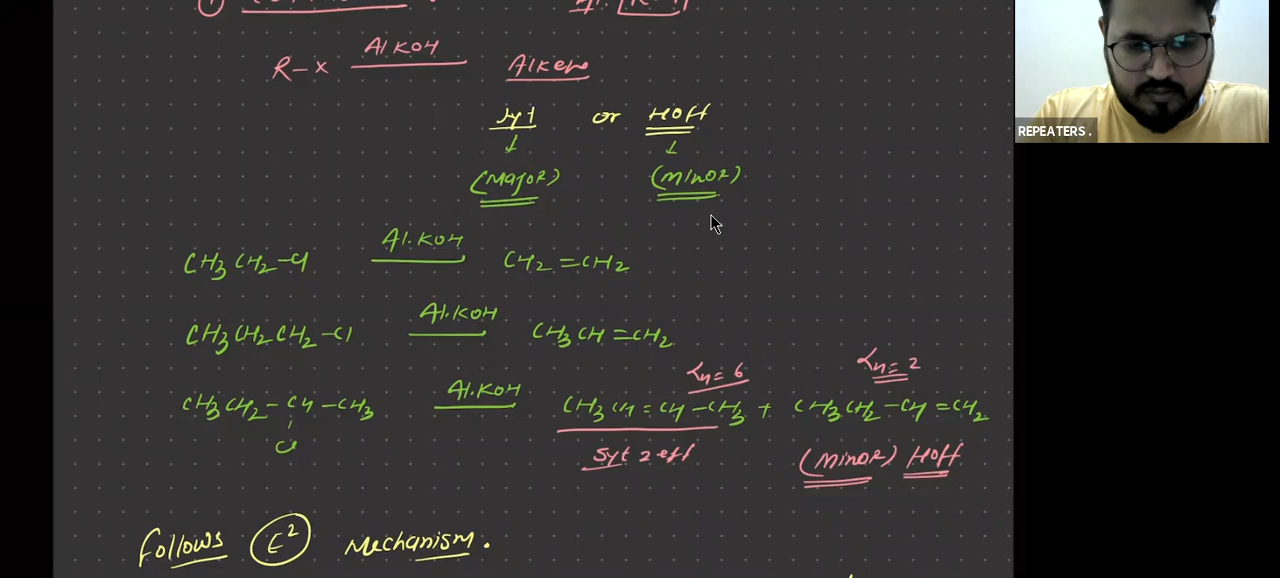 R-X Al.KOH Alkene
REPEATERS.
Syt or Hoff
↓ ↓
(Major) (minor)
CH3CH2-Cl Al.KOH CH2=CH2
CH3CH2CH2-Cl Al.KOH CH3CH=CH2
αH=6 αH=2
CH3CH2-CH-CH3 Al.KOH CH3CH=CH-CH3 + CH3CH2-CH=CH2
Cl
Syt (minor) Hoff
follows E2 Mechanism.